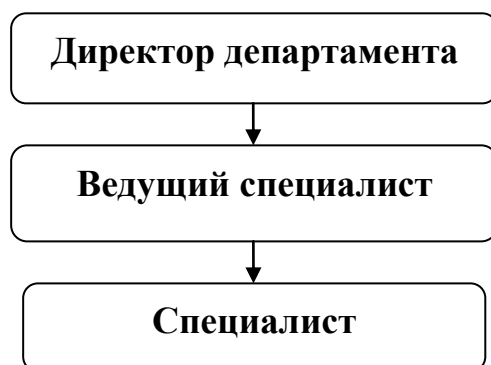 Директор департамента
Ведущий специалист
Специалист